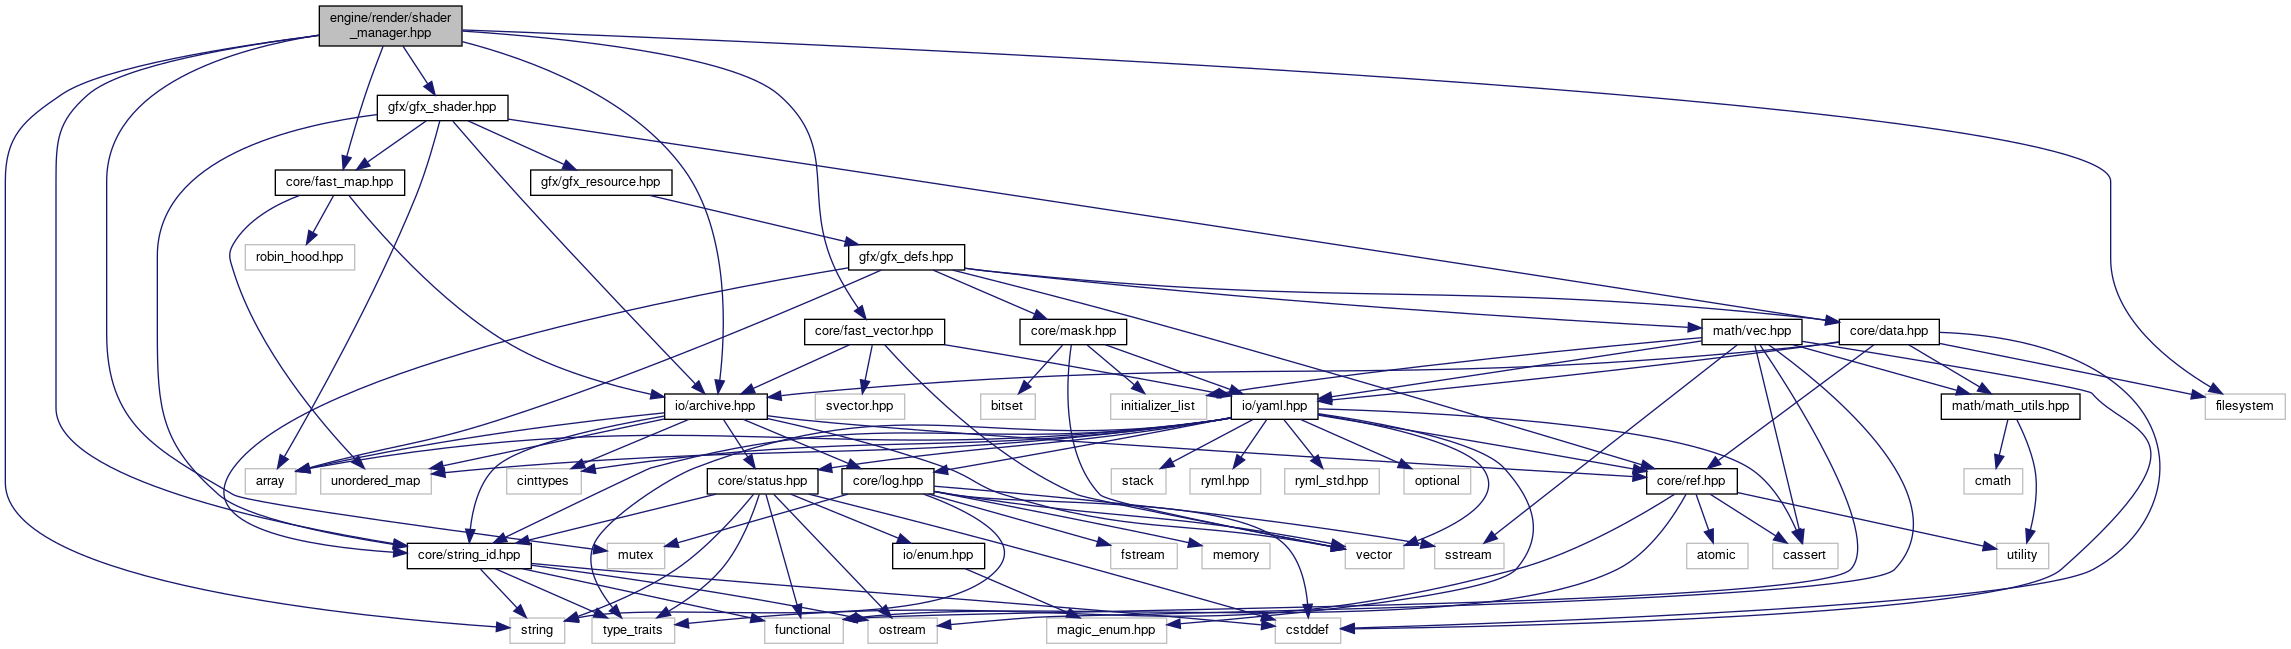 engine/render/shader
_manager.hpp
gfx/gfx_shader.hpp
core/fast_map.hpp
gfx/gfx_resource.hpp
robin_hood.hpp
gfx/gfx_defs.hpp
core/fast_vector.hpp
core/mask.hpp
math/vec.hpp
core/data.hpp
io/archive.hpp
svector.hpp
bitset
initializer_list
io/yaml.hpp
math/math_utils.hpp
filesystem
array
unordered_map
cinttypes
core/status.hpp
core/log.hpp
stack
ryml.hpp
ryml_std.hpp
optional
core/ref.hpp
cmath
core/string_id.hpp
mutex
io/enum.hpp
fstream
memory
vector
sstream
atomic
cassert
utility
string
type_traits
functional
ostream
magic_enum.hpp
cstddef